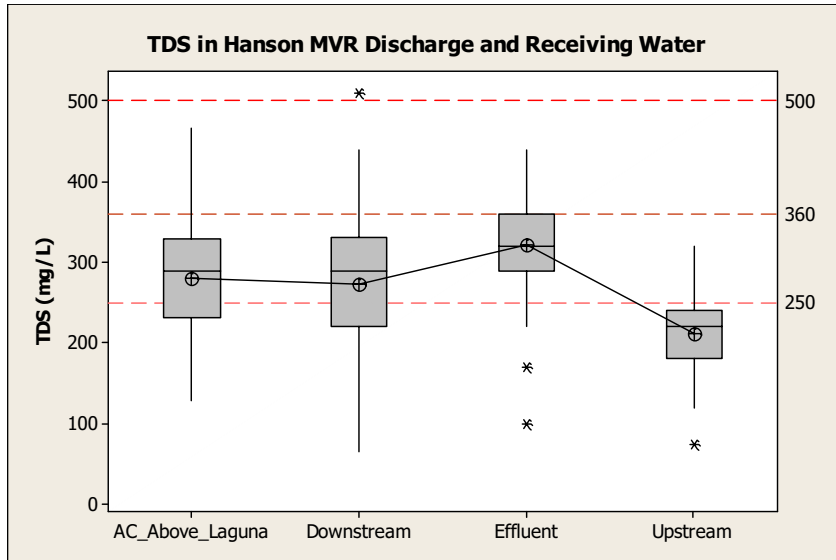 TDS in Hanson MVR Discharge and Receiving Water
TDS (mg/L)
500
400
300
200
100
0
500
360
250
AC_Above_Laguna
Downstream
Effluent
Upstream